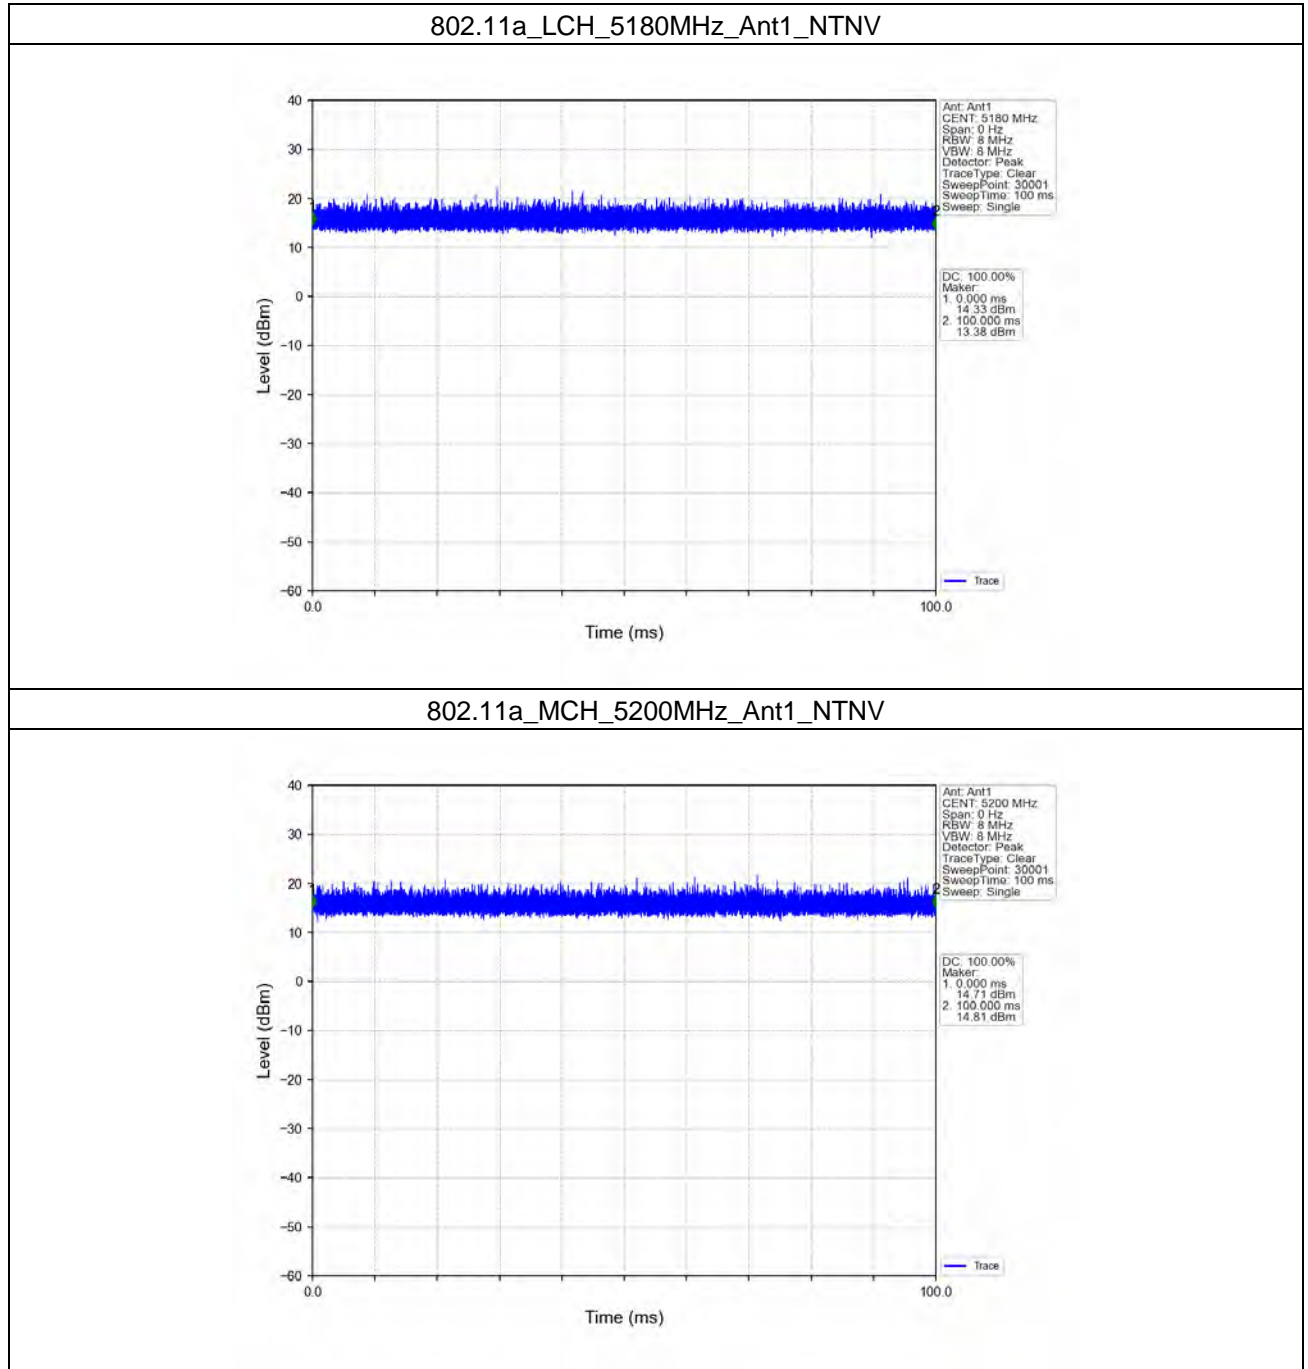 802.11a_LCH_5180MHz_Ant1_NTNV
40
30
20
10
0
−10
−20
−30
−40
−50
−60
Level (dBm)
0.0
100.0
Time (ms)
1
2
Ant: Ant1
CENT: 5180 MHz
Span: 0 Hz
RBW: 8 MHz
VBW: 8 MHz
Detector: Peak
TraceType: Clear
SweepPoint: 30001
SweepTime: 100 ms
Sweep: Single
DC: 100.00%
Maker:
1. 0.000 ms
14.33 dBm
2. 100.000 ms
13.38 dBm
Trace
802.11a_MCH_5200MHz_Ant1_NTNV
40
30
20
10
0
−10
−20
−30
−40
−50
−60
Level (dBm)
0.0
100.0
Time (ms)
1
2
Ant: Ant1
CENT: 5200 MHz
Span: 0 Hz
RBW: 8 MHz
VBW: 8 MHz
Detector: Peak
TraceType: Clear
SweepPoint: 30001
SweepTime: 100 ms
Sweep: Single
DC: 100.00%
Maker:
1. 0.000 ms
14.71 dBm
2. 100.000 ms
14.81 dBm
Trace